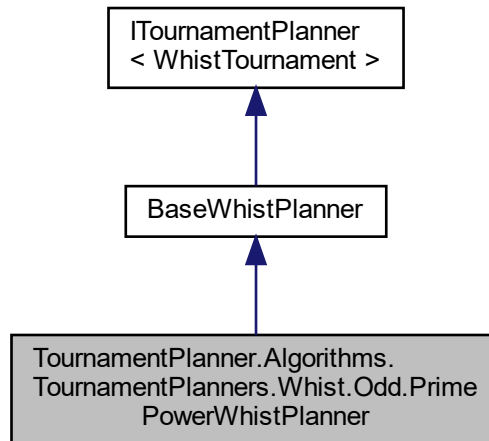 ITournamentPlanner
< WhistTournament >
BaseWhistPlanner
TournamentPlanner.Algorithms.
TournamentPlanners.Whist.Odd.Prime
PowerWhistPlanner